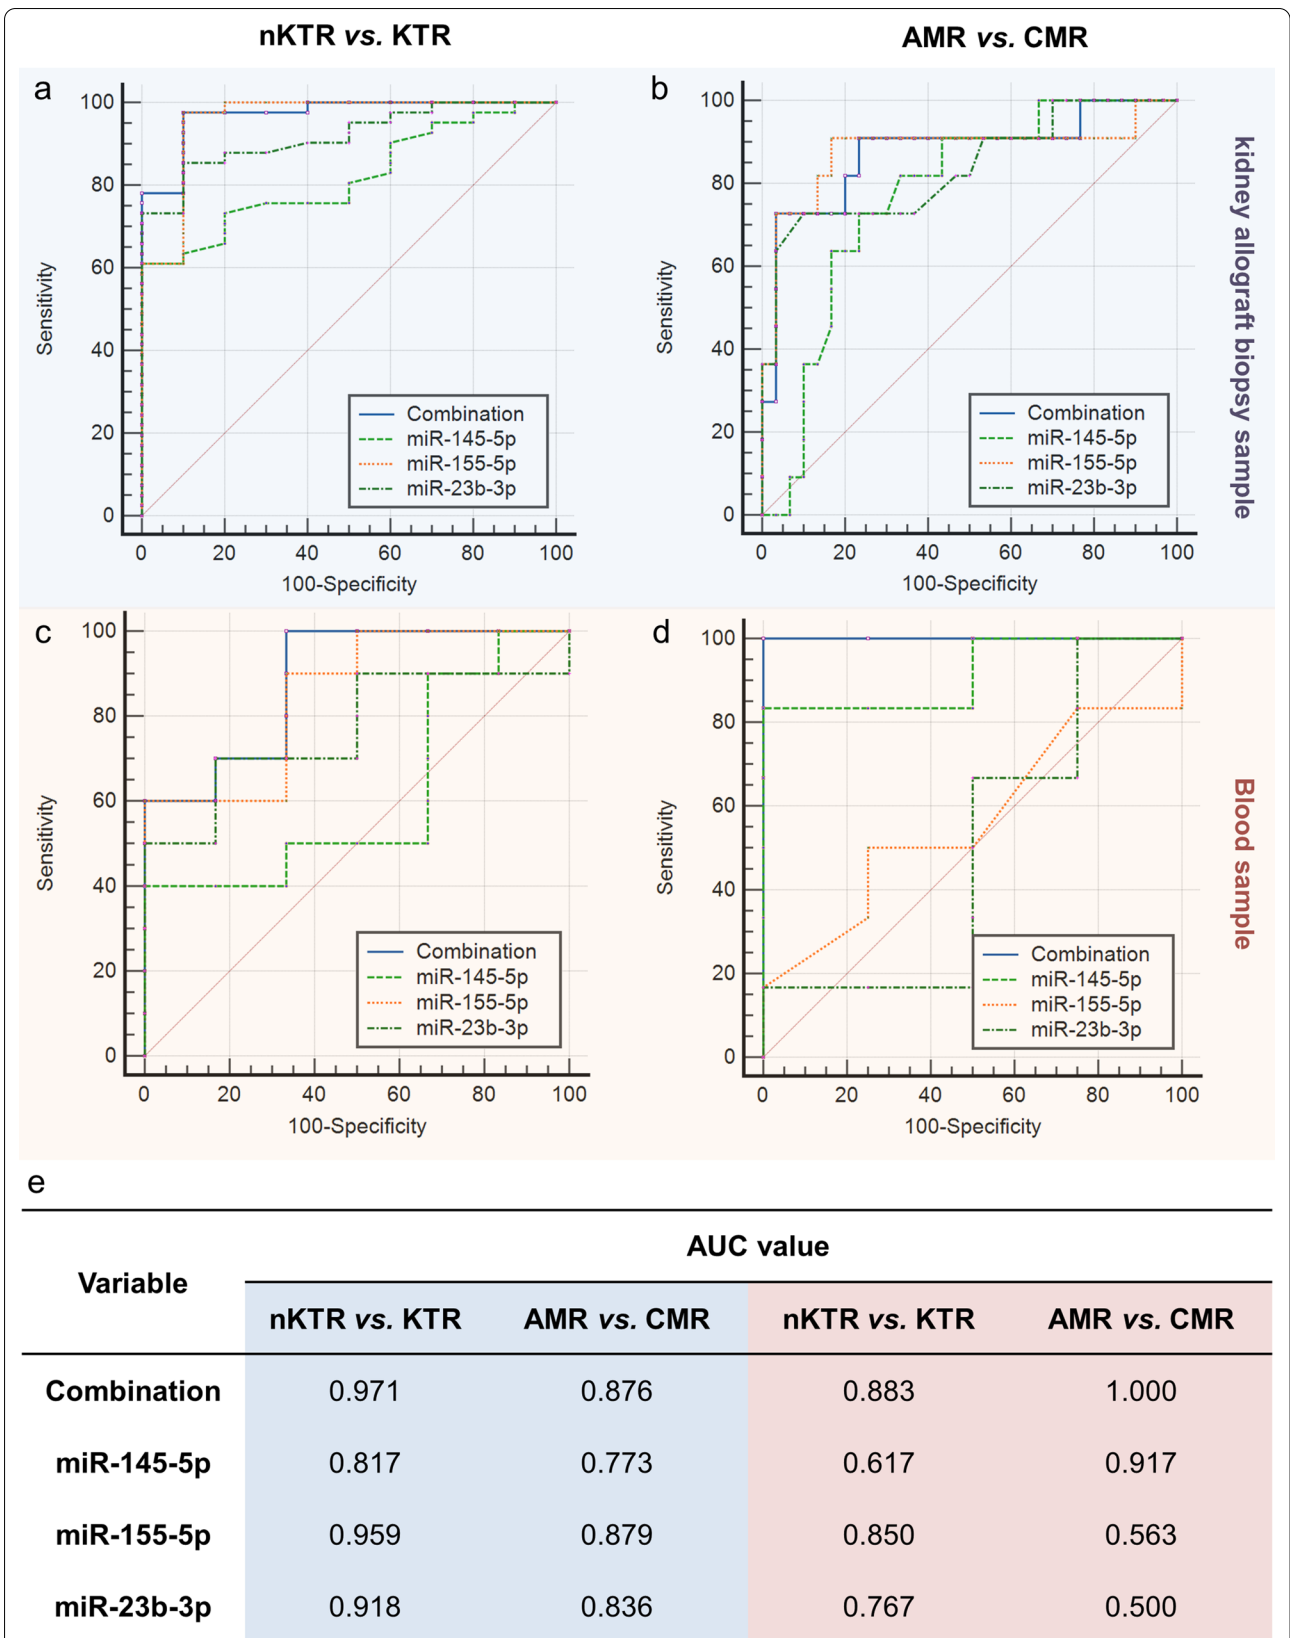 nKTR vs. KTR
AMR vs. CMR
a
100
80
60
40
20
0
Sensitivity
0 20 40 60 80 100
100-Specificity
Combination
miR-145-5p
miR-155-5p
miR-23b-3p
b
100
80
60
40
20
0
Sensitivity
0 20 40 60 80 100
100-Specificity
Combination
miR-145-5p
miR-155-5p
miR-23b-3p
kidney allograft biopsy sample
c
100
80
60
40
20
0
Sensitivity
0 20 40 60 80 100
100-Specificity
Combination
miR-145-5p
miR-155-5p
miR-23b-3p
d
100
80
60
40
20
0
Sensitivity
0 20 40 60 80 100
100-Specificity
Combination
miR-145-5p
miR-155-5p
miR-23b-3p
Blood sample
e
Variable
AUC value
nKTR vs. KTR AMR vs. CMR nKTR vs. KTR AMR vs. CMR
Combination 0.971 0.876 0.883 1.000
miR-145-5p 0.817 0.773 0.617 0.917
miR-155-5p 0.959 0.879 0.850 0.563
miR-23b-3p 0.918 0.836 0.767 0.500